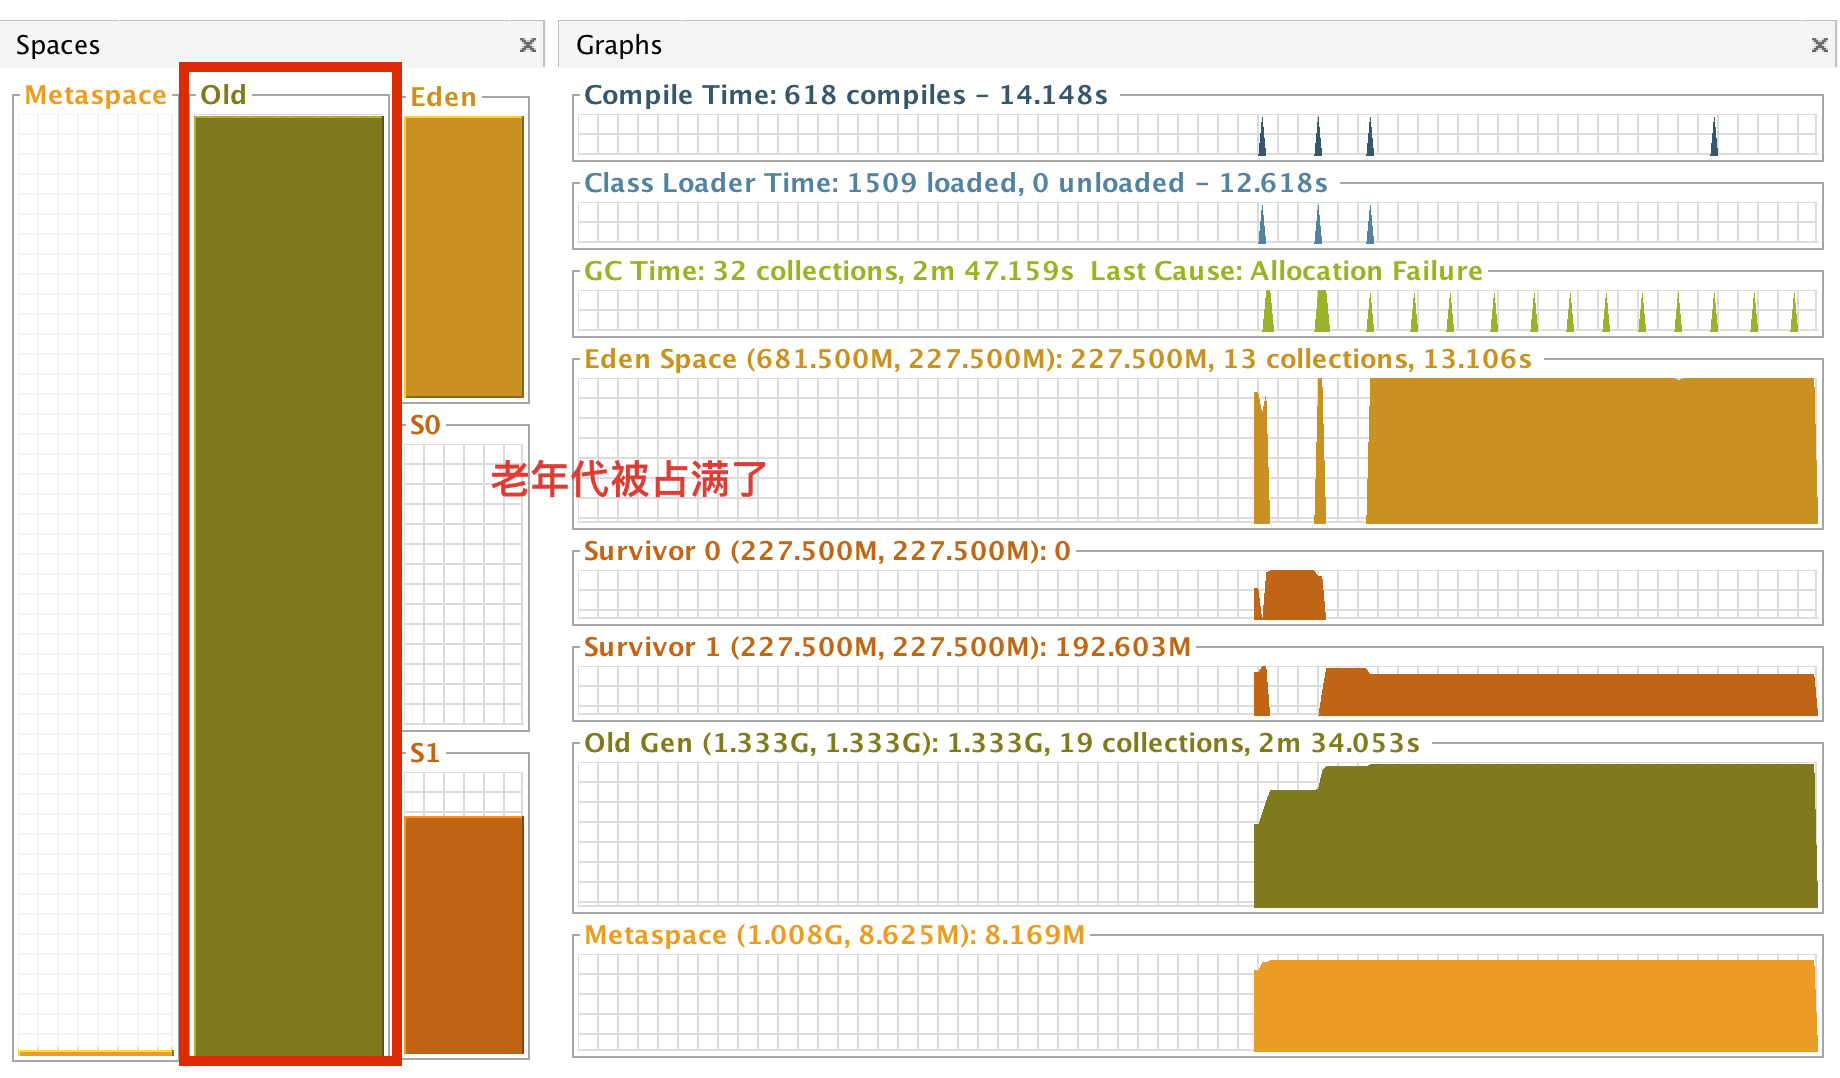 Spaces
Metaspace
Old
Eden
S0
老年代被占满了
S1
Graphs
Compile Time: 618 compiles - 14.148s
Class Loader Time: 1509 loaded, 0 unloaded - 12.618s
GC Time: 32 collections, 2m 47.159s Last Cause: Allocation Failure
Eden Space (681.500M, 227.500M): 227.500M, 13 collections, 13.106s
Survivor 0 (227.500M, 227.500M): 0
Survivor 1 (227.500M, 227.500M): 192.603M
Old Gen (1.333G, 1.333G): 1.333G, 19 collections, 2m 34.053s
Metaspace (1.008G, 8.625M): 8.169M